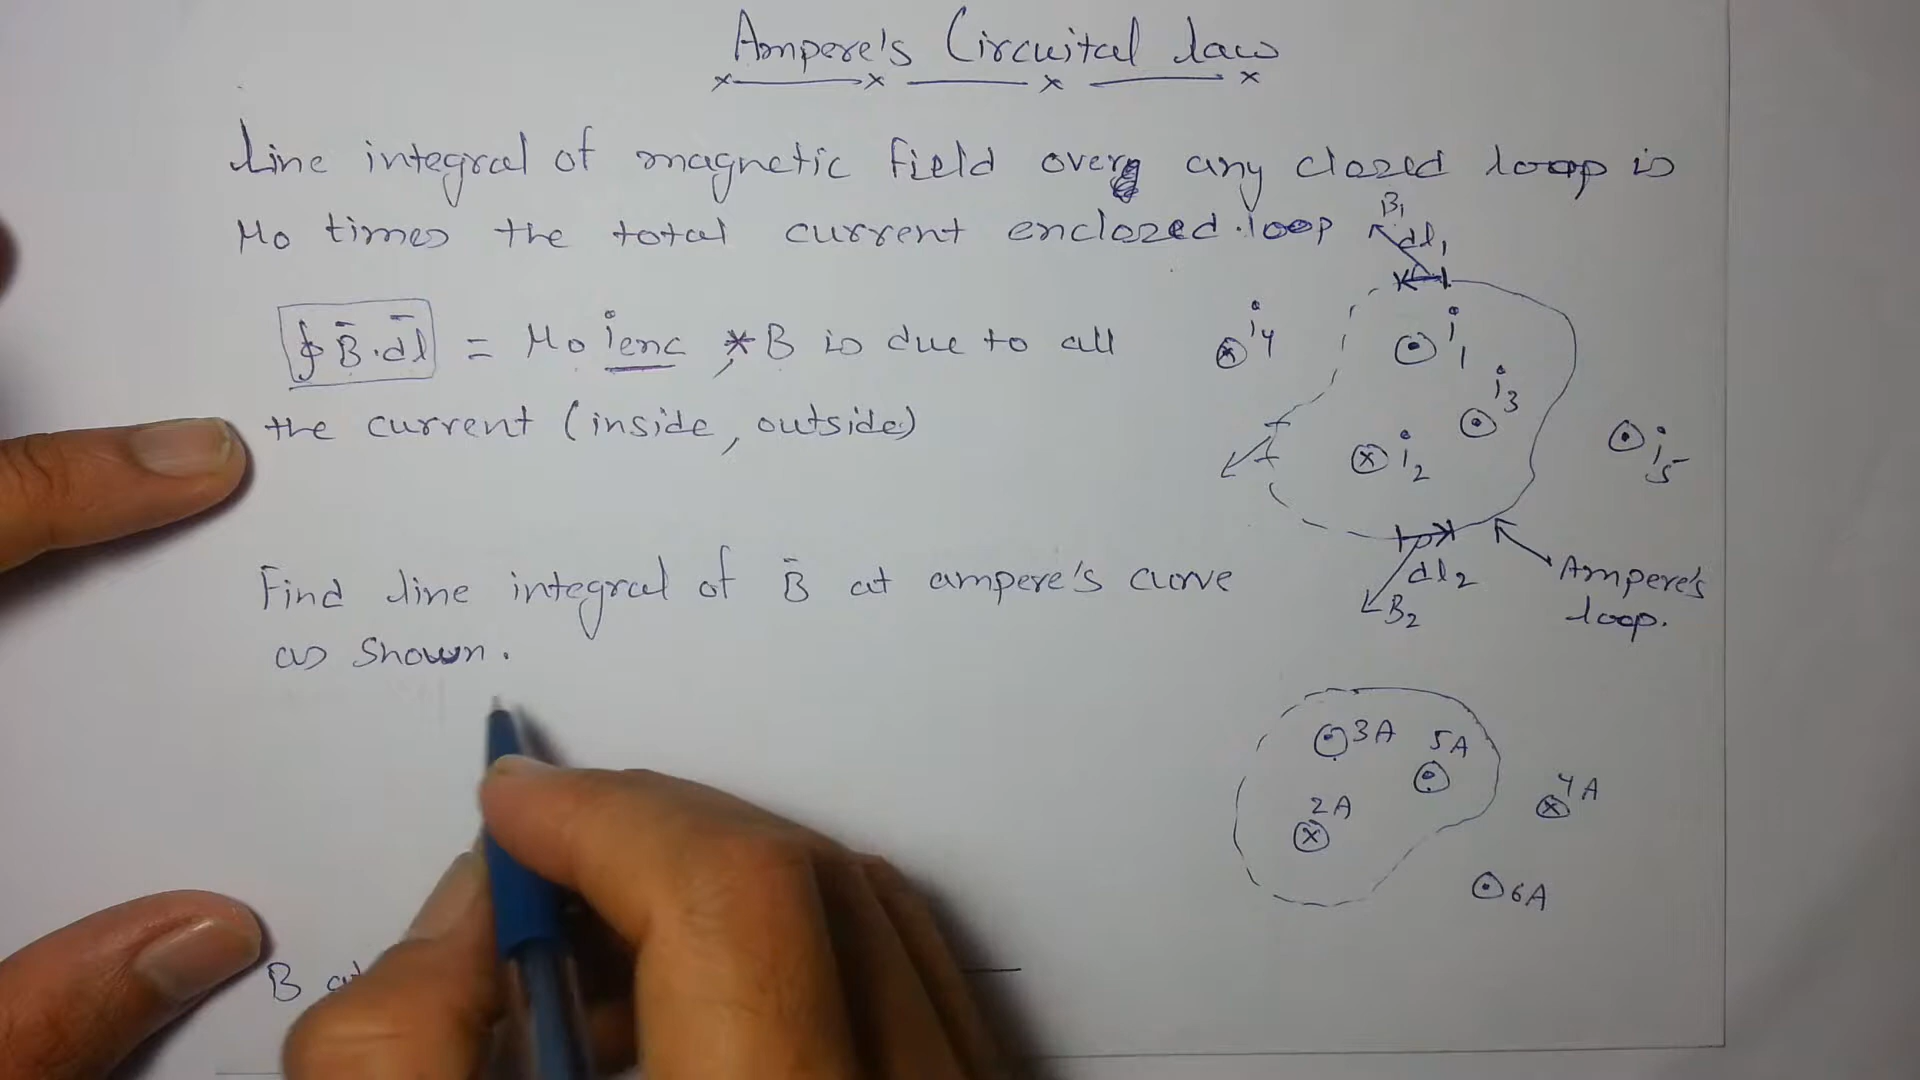 Ampere's Circuital law
Line integral of magnetic field over any closed loop is
μ0 times the total current enclosed loop
∮ B̄·dl̄ = μ0 ienc, *B is due to all
the current (inside, outside)
B1
dl1
i4
i1
i3
i2
i5
dl2
B2
Ampere's
loop.
Find line integral of B̄ at ampere's curve
as shown.
3A
5A
2A
4A
6A
B